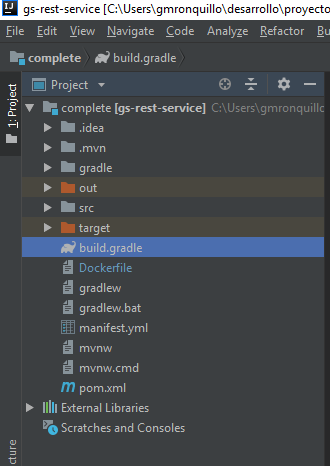 gs-rest-service [C:\Users\gmronquillo\desarrollo\proyecto
File Edit View Navigate Code Analyze Refactor B
complete build.gradle
Project
1: Project
complete [gs-rest-service] C:\Users\gmronquillo
.idea
.mvn
gradle
out
src
target
build.gradle
Dockerfile
gradlew
gradlew.bat
manifest.yml
mvnw
mvnw.cmd
pom.xml
External Libraries
Scratches and Consoles
cture